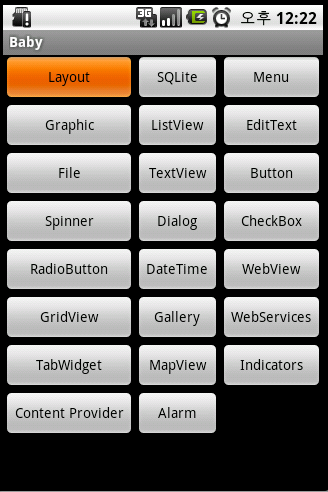 3G 오후 12:22
Baby
Layout SQLite Menu
Graphic ListView EditText
File TextView Button
Spinner Dialog CheckBox
RadioButton DateTime WebView
GridView Gallery WebServices
TabWidget MapView Indicators
Content Provider Alarm